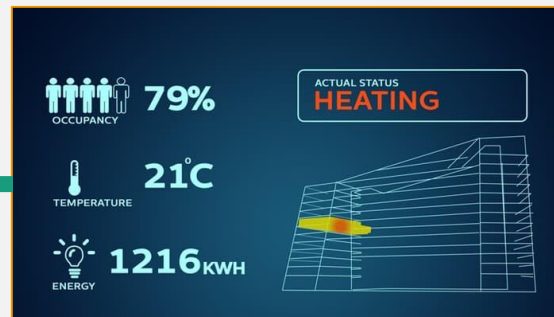 79%
OCCUPANCY
21°C
TEMPERATURE
1216KWH
ENERGY
ACTUAL STATUS
HEATING